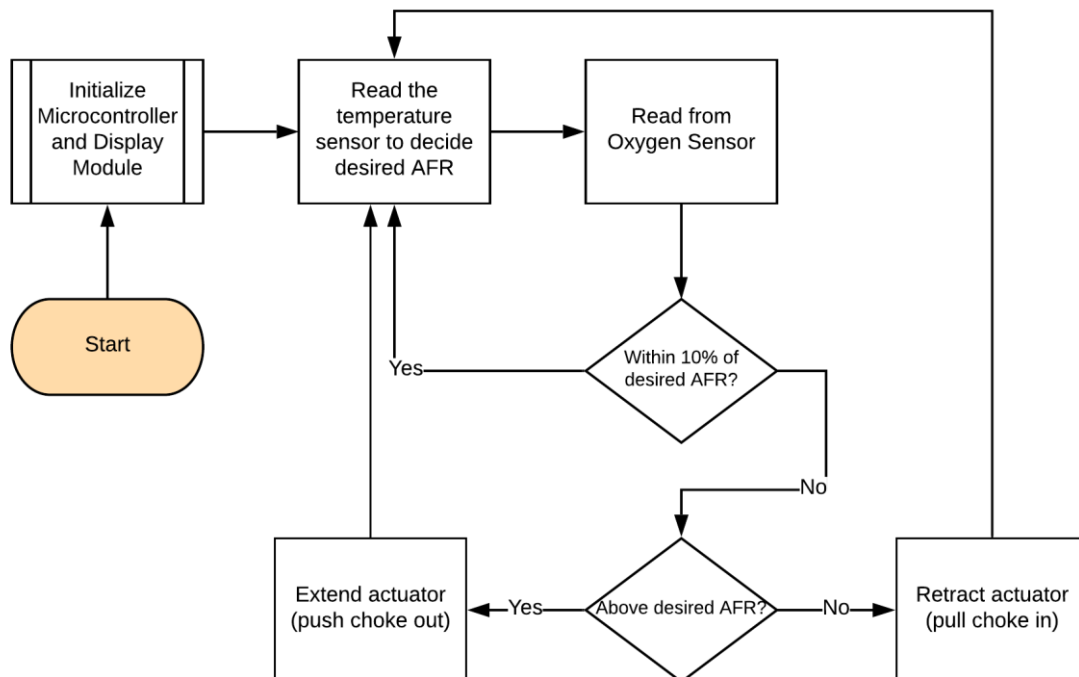 Initialize
Microcontroller
and Display
Module
Read the
temperature
sensor to decide
desired AFR
Read from
Oxygen Sensor
Start
Within 10% of
desired AFR?
Yes
No
Extend actuator
(push choke out)
Yes
Above desired AFR?
No
Retract actuator
(pull choke in)